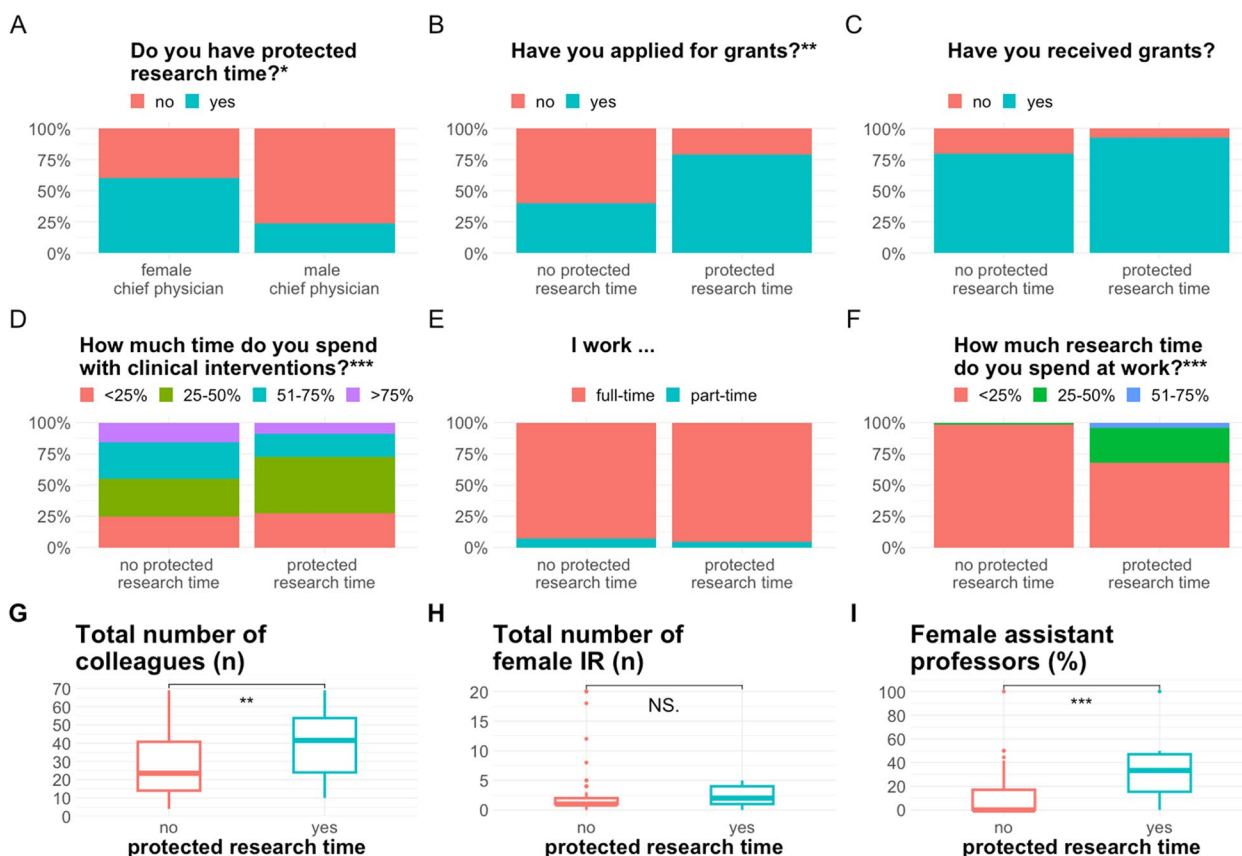 A
Do you have protected
research time?*
no yes
100%
75%
50%
25%
0%
female
chief physician
male
chief physician
B
Have you applied for grants?**
no yes
100%
75%
50%
25%
0%
no protected
research time
protected
research time
C
Have you received grants?
no yes
100%
75%
50%
25%
0%
no protected
research time
protected
research time
D
How much time do you spend
with clinical interventions?***
<25% 25-50% 51-75% >75%
100%
75%
50%
25%
0%
no protected
research time
protected
research time
E
I work ...
full-time part-time
100%
75%
50%
25%
0%
no protected
research time
protected
research time
F
How much research time
do you spend at work?***
<25% 25-50% 51-75%
100%
75%
50%
25%
0%
no protected
research time
protected
research time
G
Total number of
colleagues (n)
**
70
60
50
40
30
20
10
0
no yes
protected research time
H
Total number of
female IR (n)
NS.
20
15
10
5
0
no yes
protected research time
I
Female assistant
professors (%)
***
100
80
60
40
20
0
no yes
protected research time